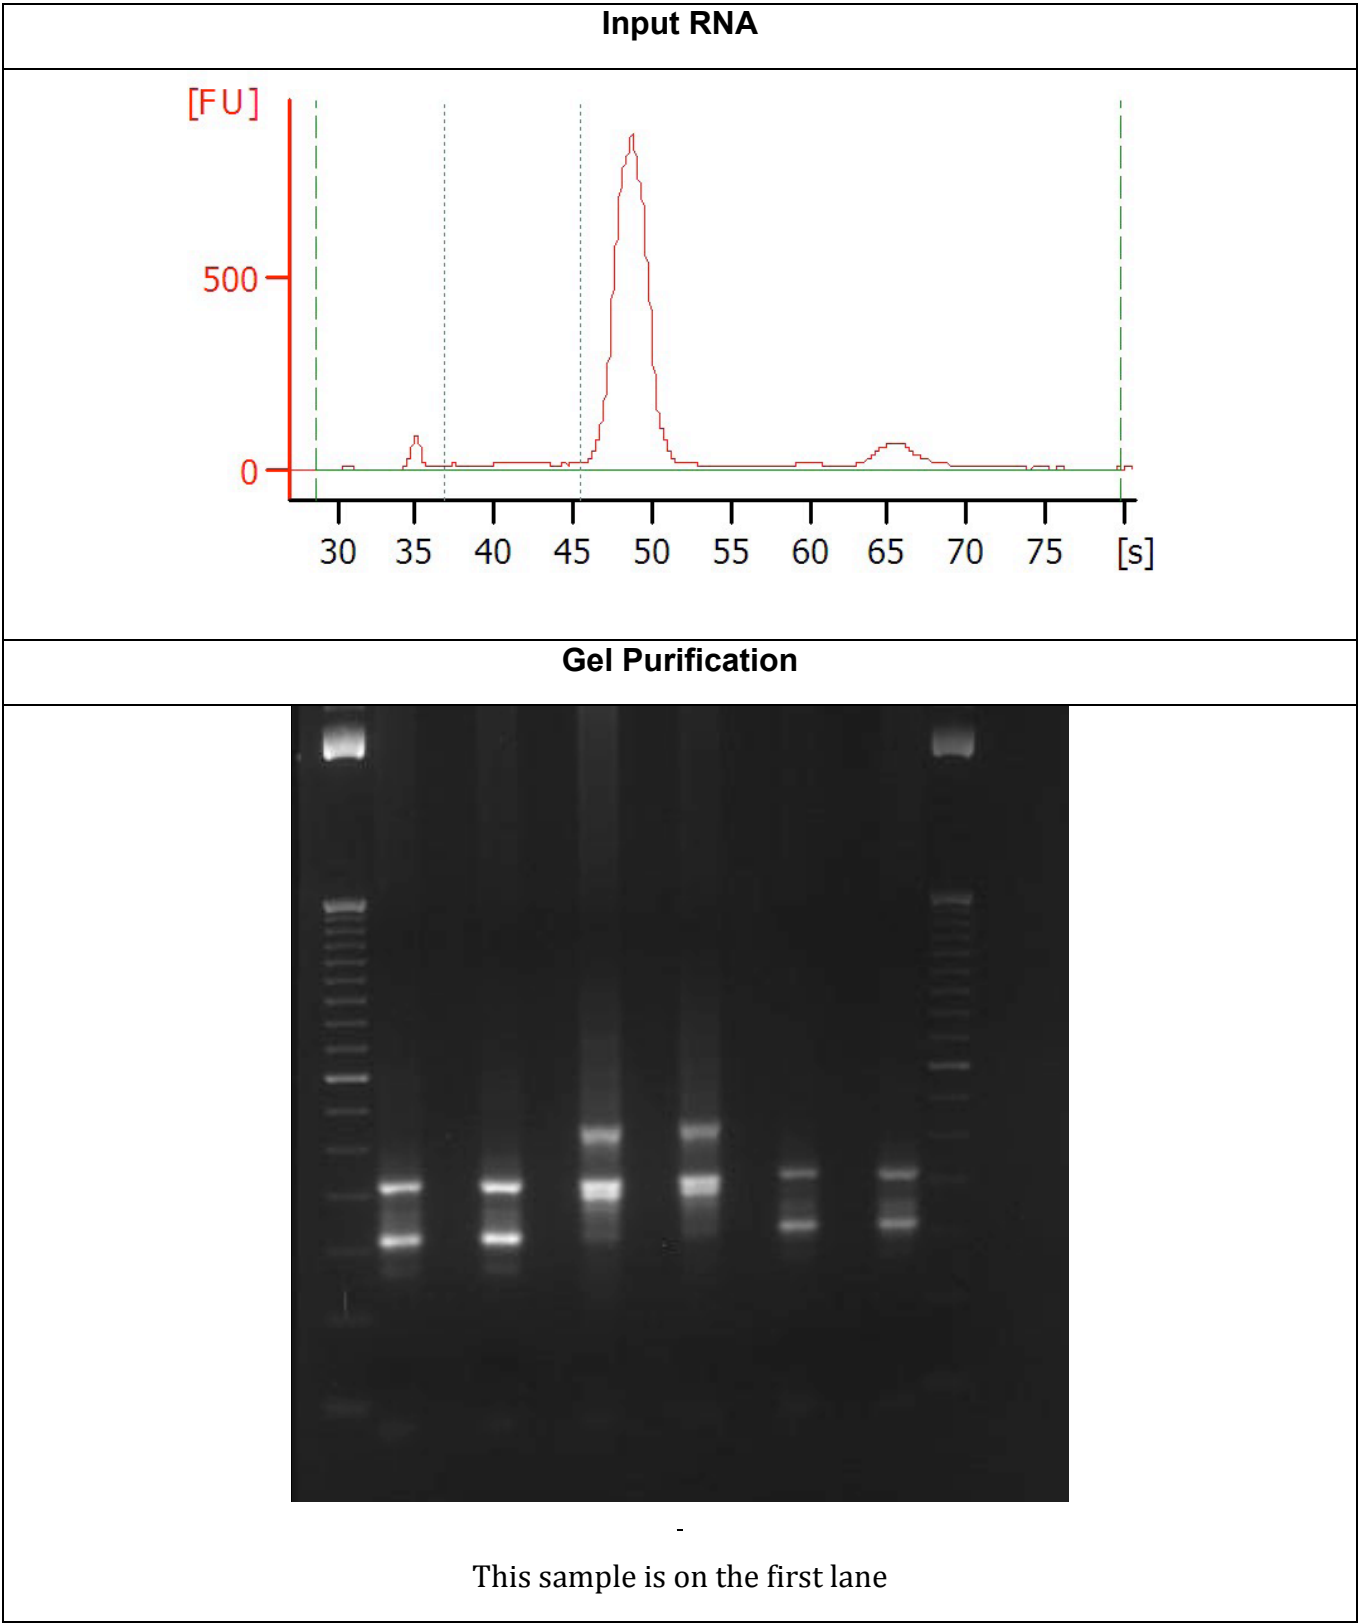 Input RNA
[FU]
500
0
30 35 40 45 50 55 60 65 70 75 [s]
Gel Purification
-
This sample is on the first lane